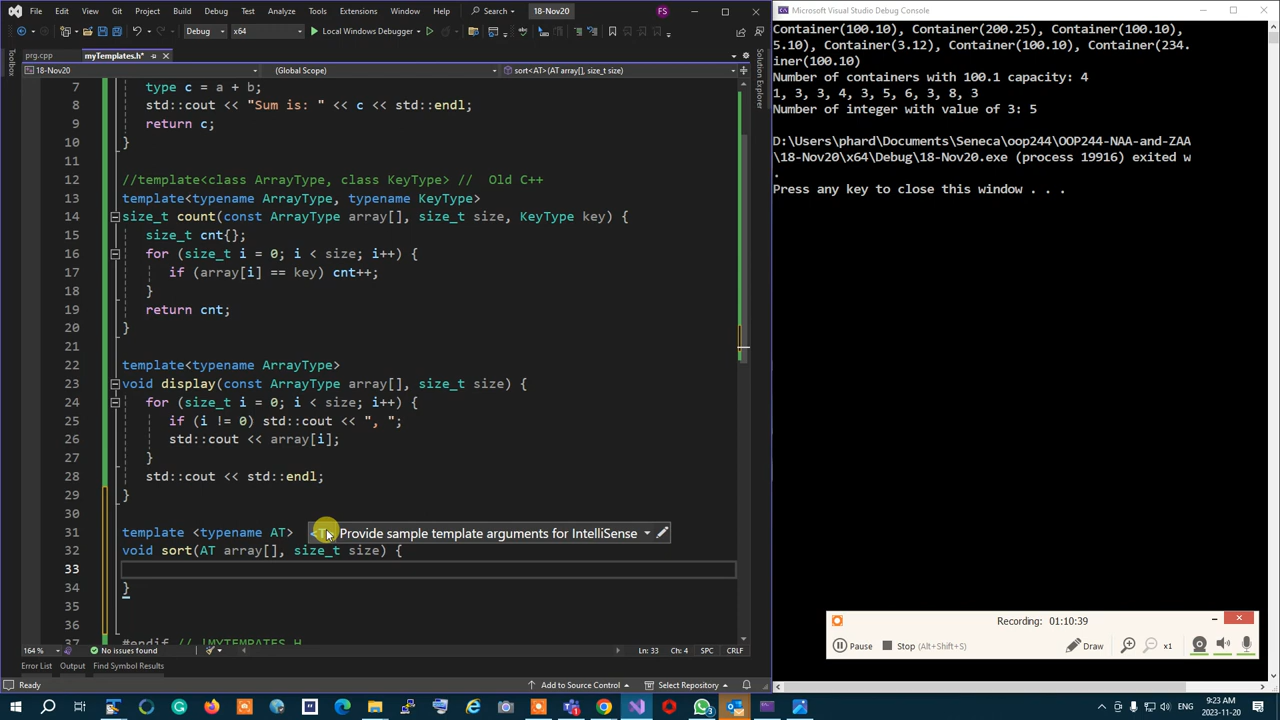 File Edit View Git Project Build Debug Test Analyze Tools Extensions Window Help Search 18-Nov20 FS
Debug x64 Local Windows Debugger
prg.cpp myTemplates.h*
18-Nov20 (Global Scope) sort<AT>(AT array[], size_t size)
7 type c = a + b;
8 std::cout << "Sum is: " << c << std::endl;
9 return c;
10 }
11
12 //template<class ArrayType, class KeyType> // Old C++
13 template<typename ArrayType, typename KeyType>
14 size_t count(const ArrayType array[], size_t size, KeyType key) {
15 size_t cnt{};
16 for (size_t i = 0; i < size; i++) {
17 if (array[i] == key) cnt++;
18 }
19 return cnt;
20 }
21
22 template<typename ArrayType>
23 void display(const ArrayType array[], size_t size) {
24 for (size_t i = 0; i < size; i++) {
25 if (i != 0) std::cout << ", ";
26 std::cout << array[i];
27 }
28 std::cout << std::endl;
29 }
30
31 template <typename AT> Provide sample template arguments for IntelliSense
32 void sort(AT array[], size_t size) {
33
34 }
35
36
37 #endif // !MYTEMPATES_H
164 % No issues found Ln: 33 Ch: 4 SPC CRLF
Error List Output Find Symbol Results
Ready Add to Source Control Select Repository
Toolbox
Solution Explorer
Microsoft Visual Studio Debug Console
Container(100.10), Container(200.25), Container(100.10),
5.10), Container(3.12), Container(100.10), Container(234.
iner(100.10)
Number of containers with 100.1 capacity: 4
1, 3, 3, 4, 3, 5, 6, 3, 8, 3
Number of integer with value of 3: 5
D:\Users\phard\Documents\Seneca\oop244\OOP244-NAA-and-ZAA
\18-Nov20\x64\Debug\18-Nov20.exe (process 19916) exited w
.
Press any key to close this window . . .
Recording: 01:10:39
Pause Stop (Alt+Shift+S) Draw x1
ENG 9:23 AM
2023-11-20